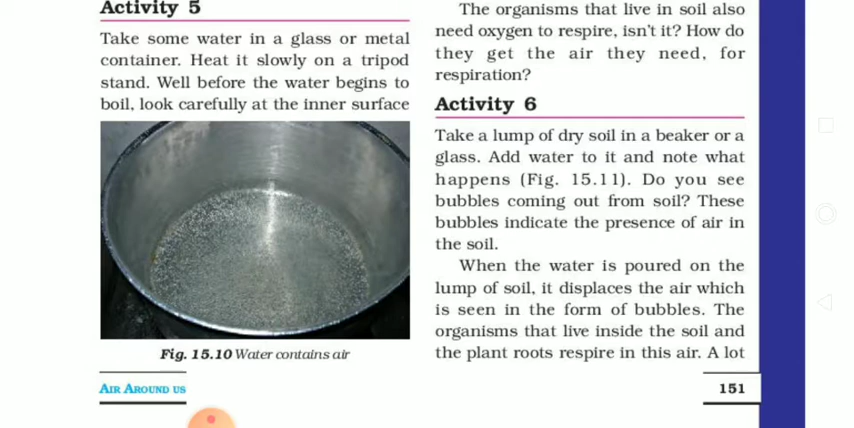 Activity 5
Take some water in a glass or metal
container. Heat it slowly on a tripod
stand. Well before the water begins to
boil, look carefully at the inner surface
Fig. 15.10 Water contains air
The organisms that live in soil also
need oxygen to respire, isn't it? How do
they get the air they need, for
respiration?
Activity 6
Take a lump of dry soil in a beaker or a
glass. Add water to it and note what
happens (Fig. 15.11). Do you see
bubbles coming out from soil? These
bubbles indicate the presence of air in
the soil.
When the water is poured on the
lump of soil, it displaces the air which
is seen in the form of bubbles. The
organisms that live inside the soil and
the plant roots respire in this air. A lot
AIR AROUND US
151